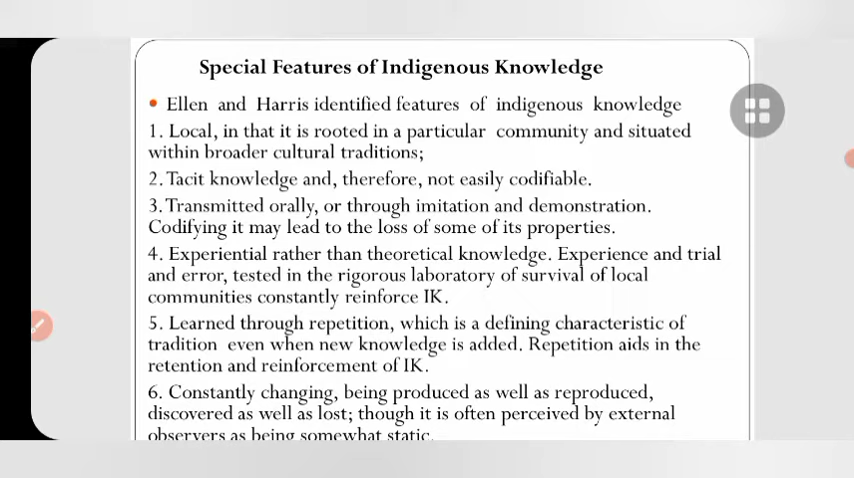 Special Features of Indigenous Knowledge
• Ellen and Harris identified features of indigenous knowledge
1. Local, in that it is rooted in a particular community and situated
within broader cultural traditions;
2. Tacit knowledge and, therefore, not easily codifiable.
3. Transmitted orally, or through imitation and demonstration.
Codifying it may lead to the loss of some of its properties.
4. Experiential rather than theoretical knowledge. Experience and trial
and error, tested in the rigorous laboratory of survival of local
communities constantly reinforce IK.
5. Learned through repetition, which is a defining characteristic of
tradition even when new knowledge is added. Repetition aids in the
retention and reinforcement of IK.
6. Constantly changing, being produced as well as reproduced,
discovered as well as lost; though it is often perceived by external
observers as being somewhat static.